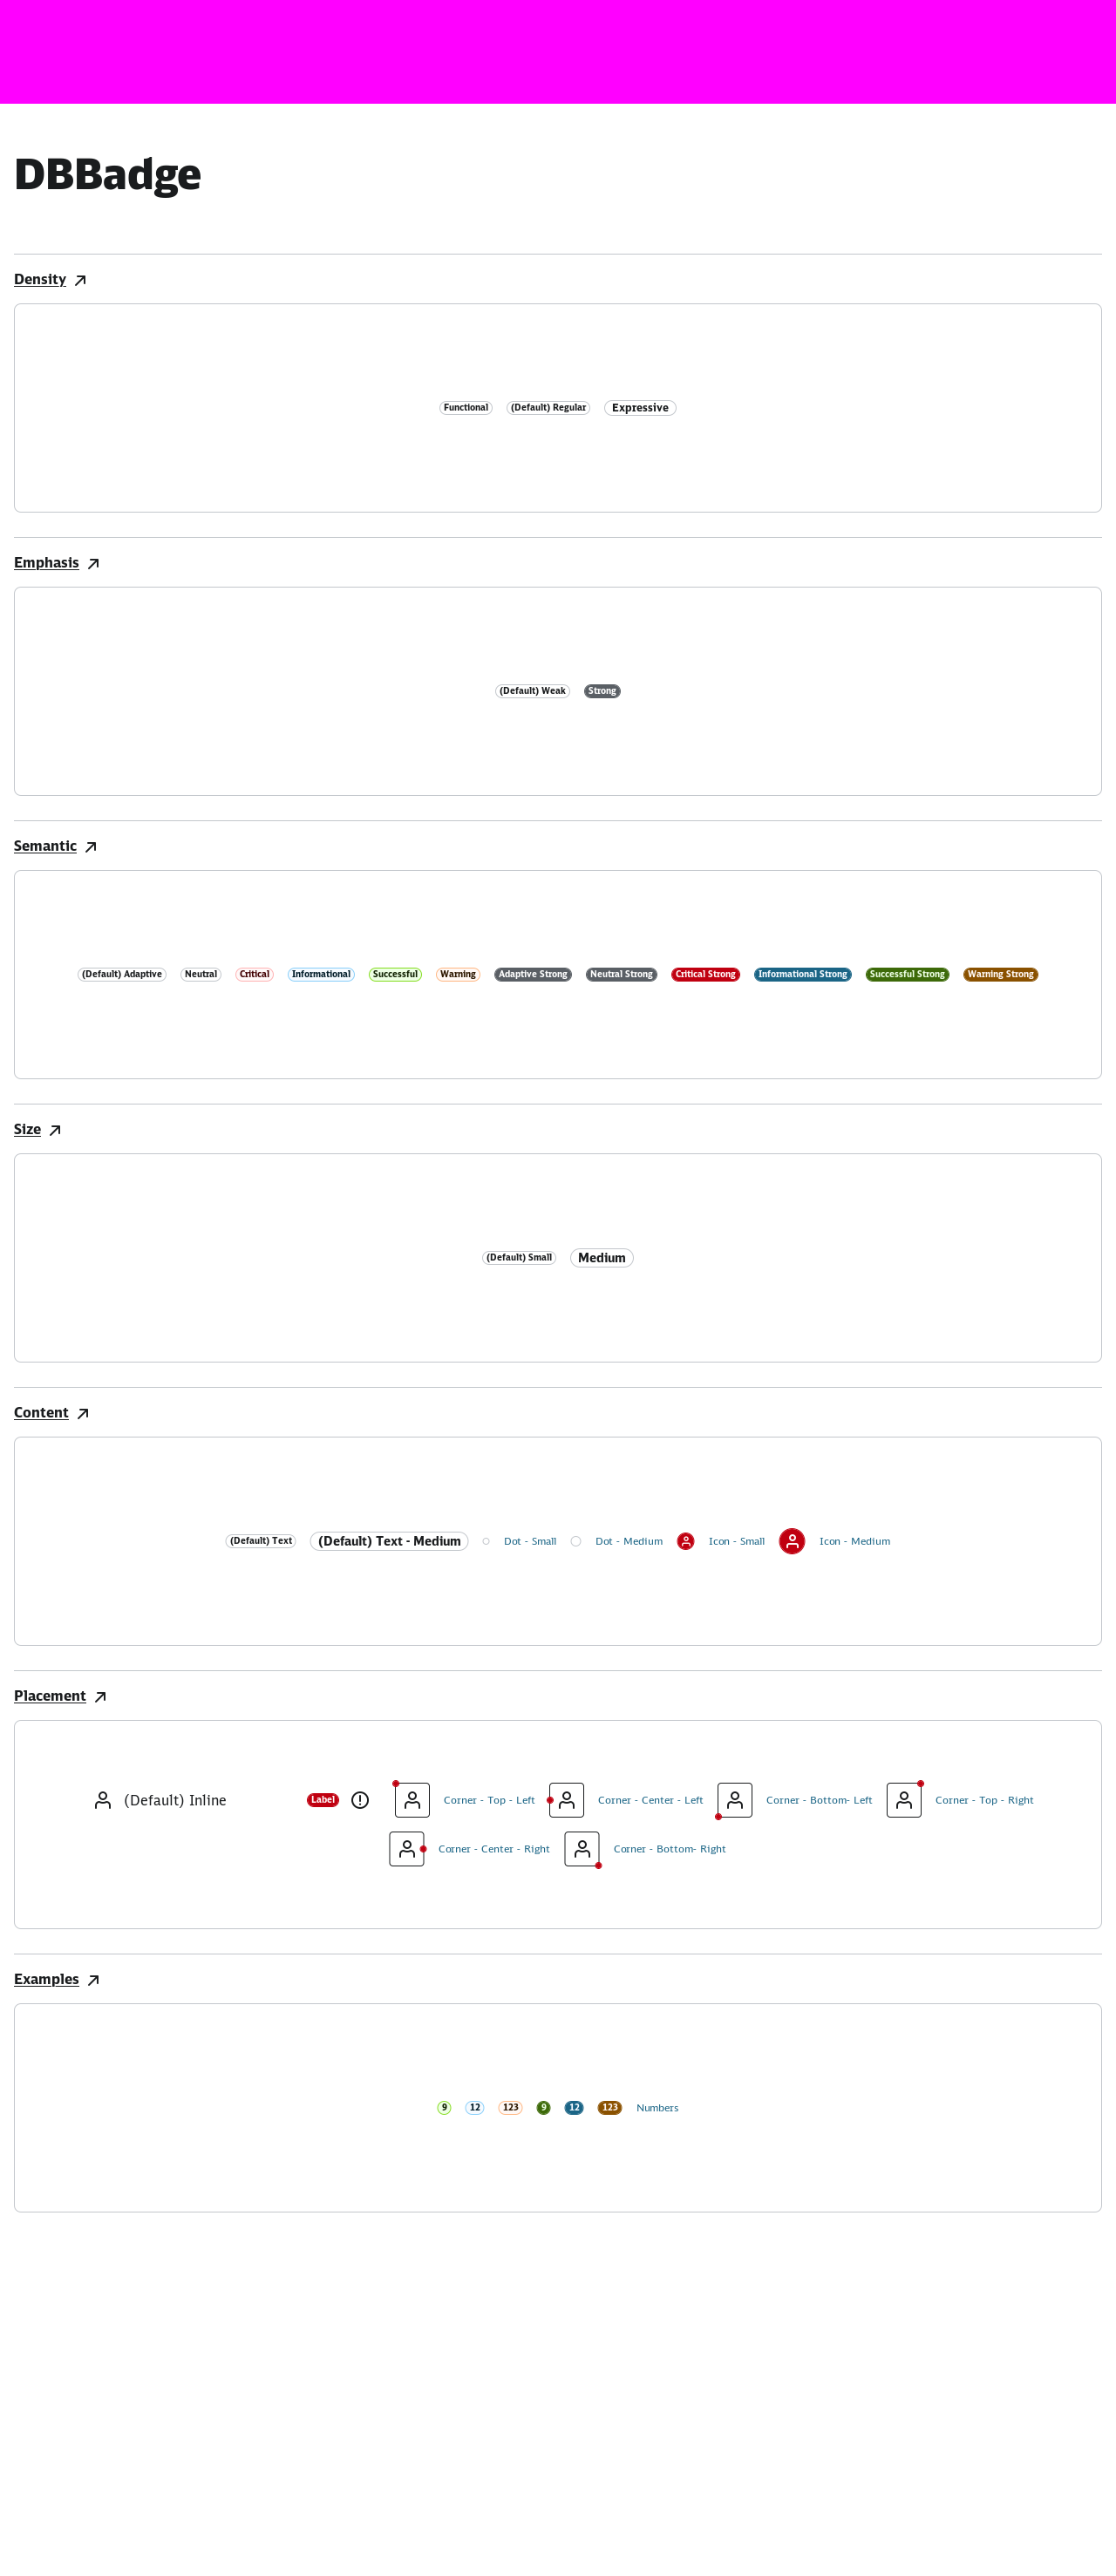 DBBadge
Density
Functional (Default) Regular Expressive
Emphasis
(Default) Weak Strong
Semantic
(Default) Adaptive Neutral Critical Informational Successful Warning Adaptive Strong Neutral Strong Critical Strong Informational Strong Successful Strong Warning Strong
Size
(Default) Small Medium
Content
(Default) Text (Default) Text - Medium Dot - Small Dot - Medium Icon - Small Icon - Medium
Placement
(Default) Inline Label Corner - Top - Left Corner - Center - Left Corner - Bottom- Left Corner - Top - Right
Corner - Center - Right Corner - Bottom- Right
Examples
9 12 123 9 12 123 Numbers